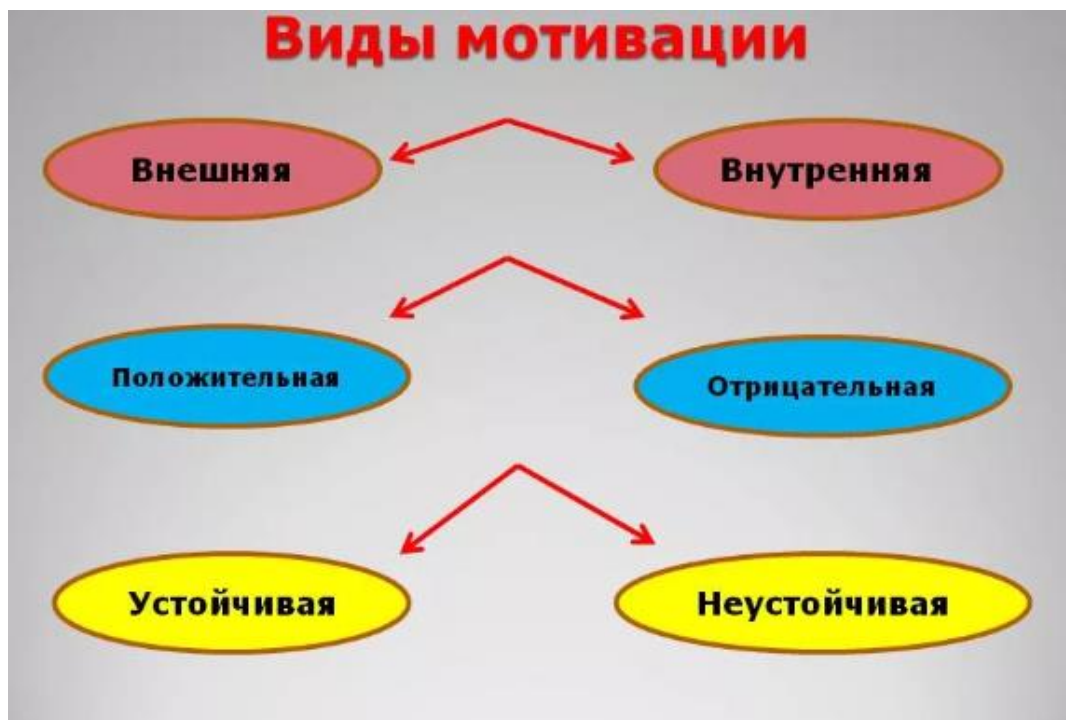 Виды мотивации
Внешняя
Внутренняя
Положительная
Отрицательная
Устойчивая
Неустойчивая